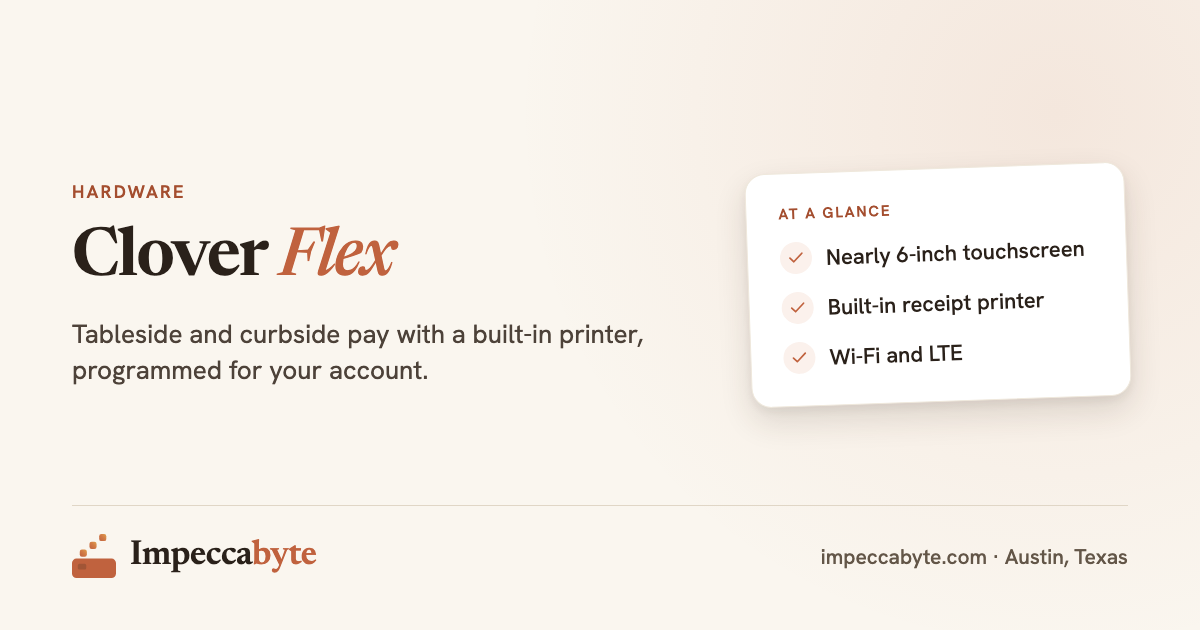 HARDWARE
Clover Flex
Tableside and curbside pay with a built-in printer,
programmed for your account.
AT A GLANCE
Nearly 6-inch touchscreen
Built-in receipt printer
Wi-Fi and LTE
Impeccabyte
impeccabyte.com · Austin, Texas